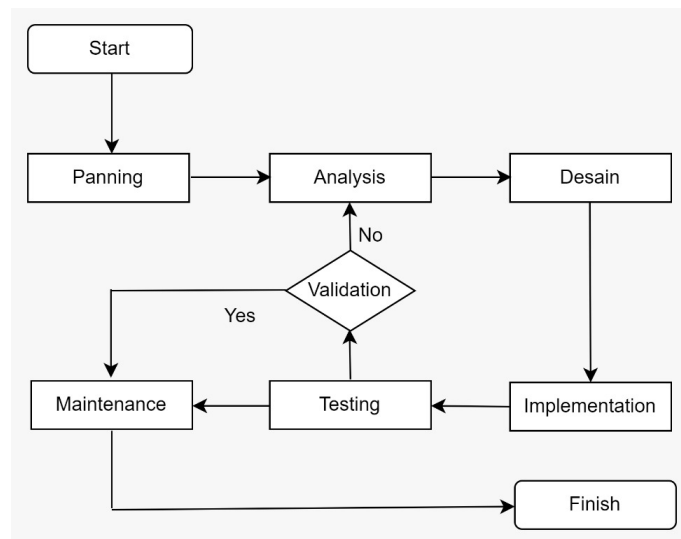 Start
Panning
Analysis
Desain
No
Validation
Yes
Maintenance
Testing
Implementation
Finish